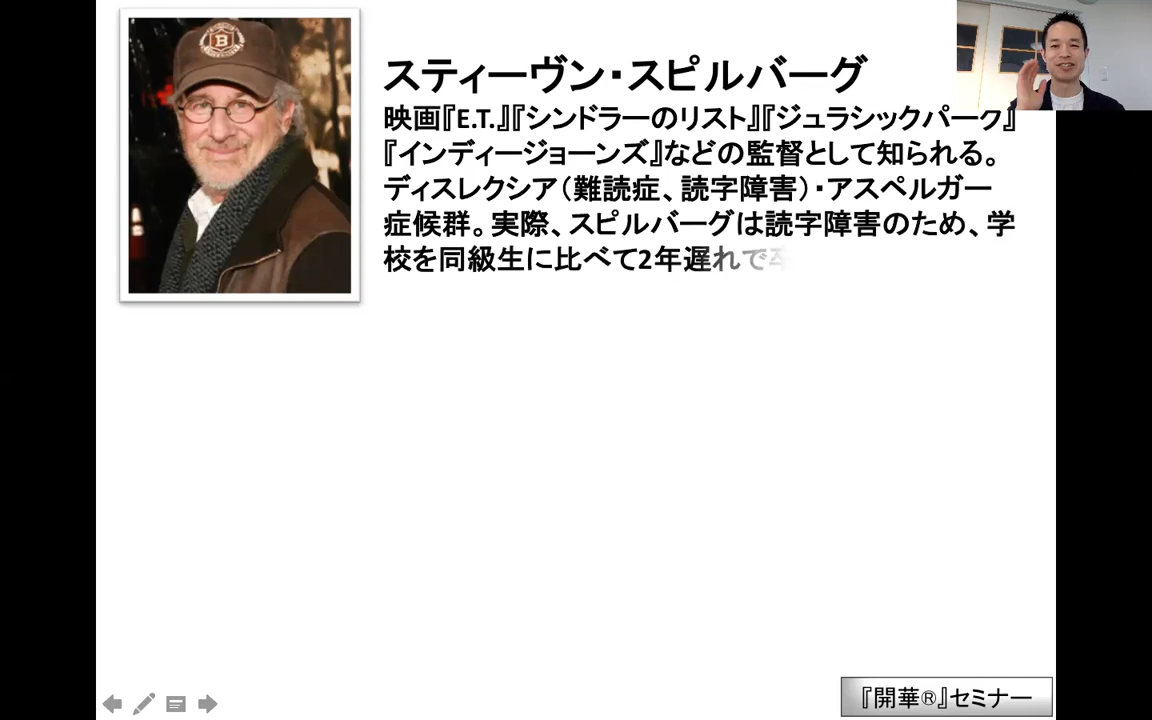 スティーヴン・スピルバーグ
映画『E.T.』『シンドラーのリスト』『ジュラシックパーク』
『インディージョーンズ』などの監督として知られる。
ディスレクシア（難読症、読字障害）・アスペルガー
症候群。実際、スピルバーグは読字障害のため、学
校を同級生に比べて2年遅れで
B
『開華®』セミナー